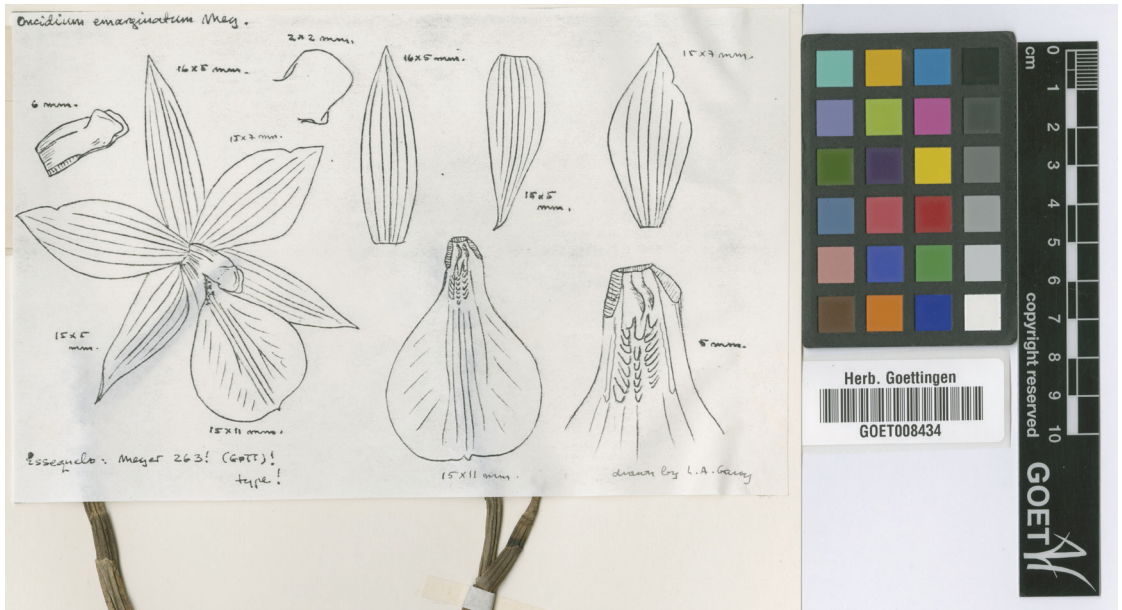 Oncidium emarginatum Mey.
2×2 mm.
16×5 mm.
16×5 mm.
15×7 mm.
6 mm.
15×7 mm.
15×5
mm.
15×5
mm.
5 mm.
15×11 mm.
Essequebo: Meyer 263! (GOTT)!
type!
15×11 mm.
drawn by L.A. Garay
Herb. Goettingen
GOET008434
cm
0
1
2
3
4
5
6
7
8
9
10
copyright reserved
GOET